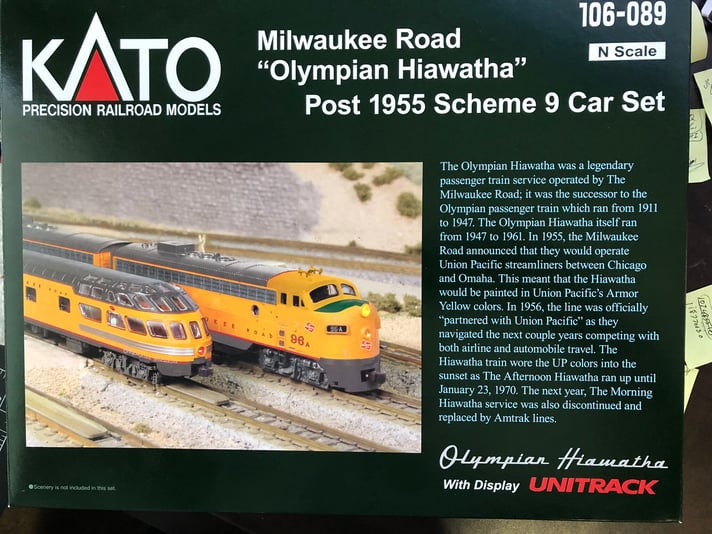 106-089
KATO
PRECISION RAILROAD MODELS
Milwaukee Road
N Scale
“Olympian Hiawatha”
Post 1955 Scheme 9 Car Set
The Olympian Hiawatha was a legendary
passenger train service operated by The
Milwaukee Road; it was the successor to the
Olympian passenger train which ran from 1911
to 1947. The Olympian Hiawatha itself ran
from 1947 to 1961. In 1955, the Milwaukee
Road announced that they would operate
Union Pacific streamliners between Chicago
and Omaha. This meant that the Hiawatha
would be painted in Union Pacific's Armor
Yellow colors. In 1956, the line was officially
“partnered with Union Pacific” as they
navigated the next couple years competing with
both airline and automobile travel. The
Hiawatha train wore the UP colors into the
sunset as The Afternoon Hiawatha ran up until
January 23, 1970. The next year, The Morning
Hiawatha service was also discontinued and
replaced by Amtrak lines.
96A
ROAD
96A
Olympian Hiawatha
With Display UNITRACK
●Scenery is not included in this set.